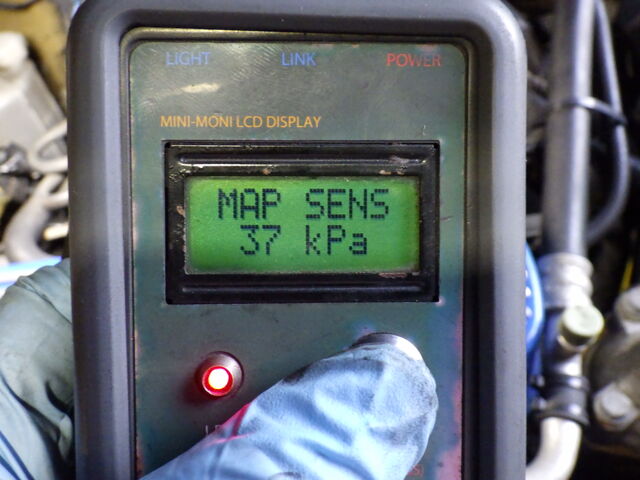 LIGHT LINK POWER
MINI-MONI LCD DISPLAY
MAP SENS
37 kPa